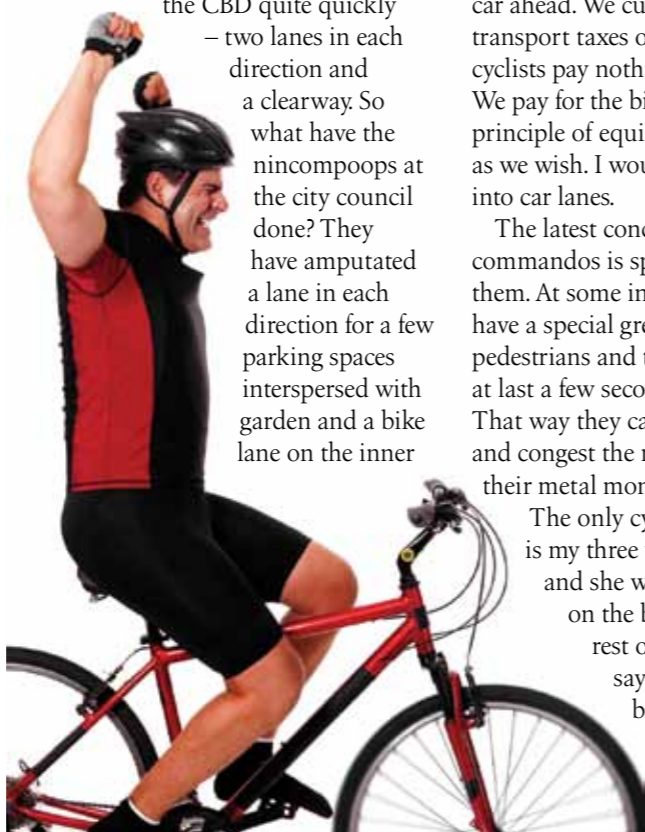 the CBD quite quickly
– two lanes in each
direction and
a clearway. So
what have the
nincompoops at
the city council
done? They
have amputated
a lane in each
direction for a few
parking spaces
interspersed with
garden and a bike
lane on the inner
car ahead. We cu
transport taxes o
cyclists pay noth
We pay for the bi
principle of equi
as we wish. I wou
into car lanes.
The latest conc
commandos is sp
them. At some in
have a special gre
pedestrians and t
at last a few seco
That way they ca
and congest the r
their metal mon
The only cy
is my three
and she w
on the b
rest o
say
b